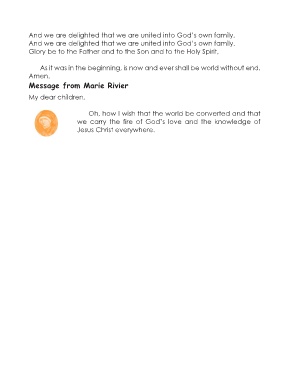 And we are delighted that we are united into God's own family.
And we are delighted that we are united into God's own family.
Glory be to the Father and to the Son and to the Holy Spirit.
As it was in the beginning, is now and ever shall be world without end.
Amen.
Message from Marie Rivier
My dear children,
Oh, how I wish that the world be converted and that
we carry the fire of God's love and the knowledge of
Jesus Christ everywhere.